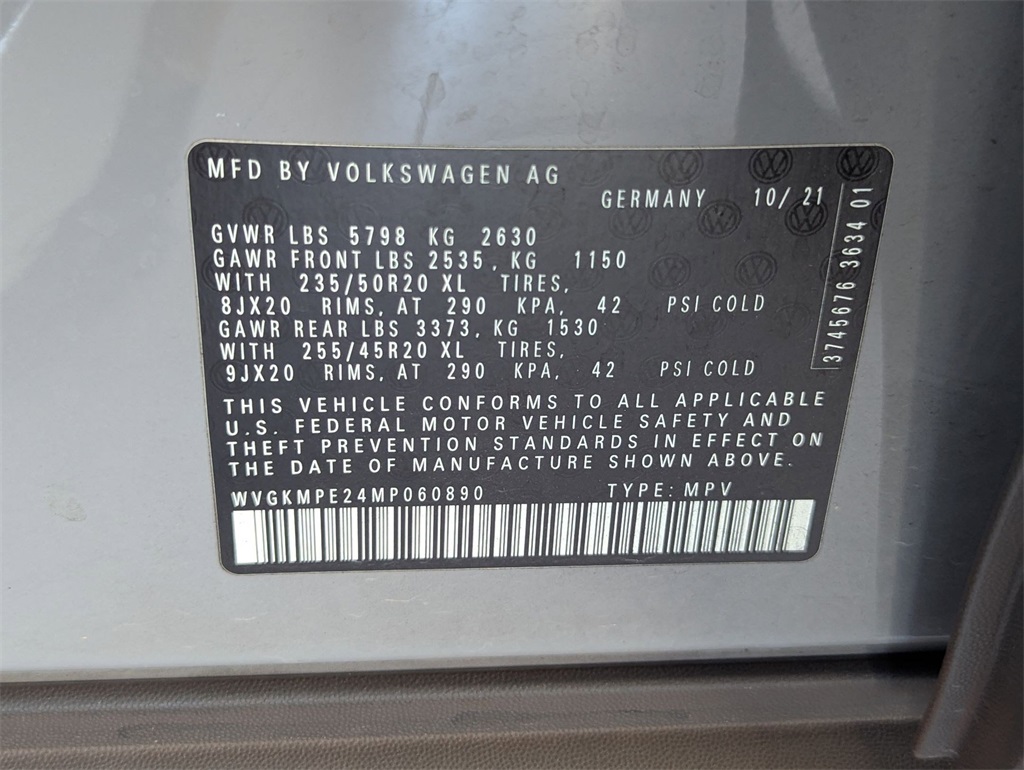 MFD BY VOLKSWAGEN AG
GERMANY 10/ 21
GVWR LBS 5798 KG 2630
GAWR FRONT LBS 2535, KG 1150
WITH 235/50R20 XL TIRES,
8JX20 RIMS, AT 290 KPA, 42 PSI COLD
GAWR REAR LBS 3373, KG 1530
WITH 255/45R20 XL TIRES,
9JX20 RIMS, AT 290 KPA, 42 PSI COLD
THIS VEHICLE CONFORMS TO ALL APPLICABLE
U.S. FEDERAL MOTOR VEHICLE SAFETY AND
THEFT PREVENTION STANDARDS IN EFFECT ON
THE DATE OF MANUFACTURE SHOWN ABOVE.
WVGKMPE24MP060890 TYPE: MPV
3745676 3634 01